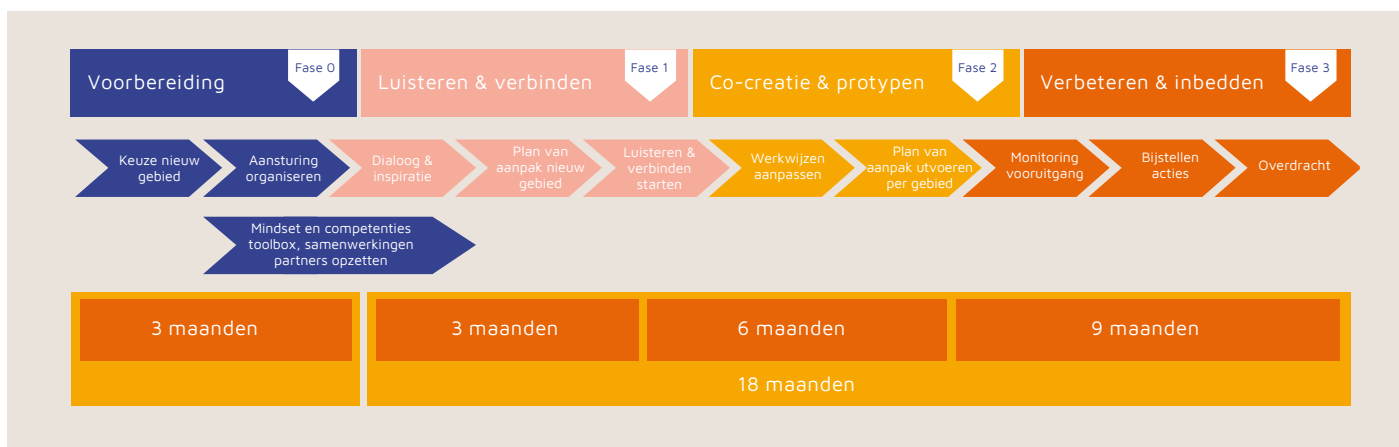 Voorbereiding
Fase 0
Luisteren & verbinden
Fase 1
Co-creatie & protypen
Fase 2
Verbeteren & inbedden
Fase 3
Keuze nieuw
gebied
Aansturing
organiseren
Dialoog &
inspiratie
Plan van
aanpak nieuw
gebied
Luisteren &
verbinden
starten
Werkwijzen
aanpassen
Plan van
aanpak utvoeren
per gebied
Monitoring
vooruitgang
Bijstellen
acties
Overdracht
Mindset en competenties
toolbox, samenwerkingen
partners opzetten
3 maanden
3 maanden
6 maanden
9 maanden
18 maanden